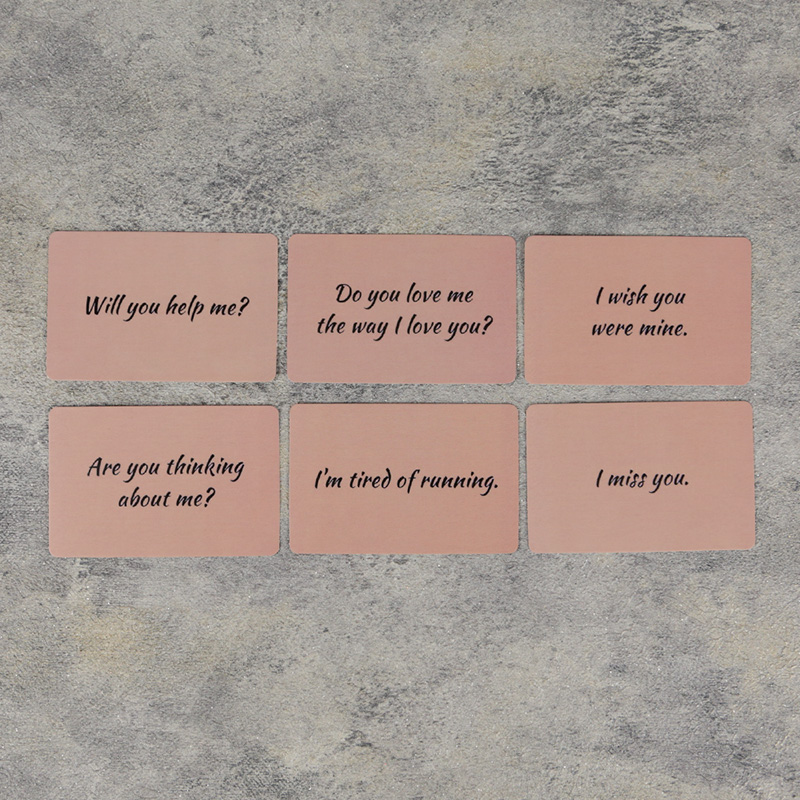 Will you help me?
Do you love me
the way I love you?
I wish you
were mine.
Are you thinking
about me?
I'm tired of running.
I miss you.